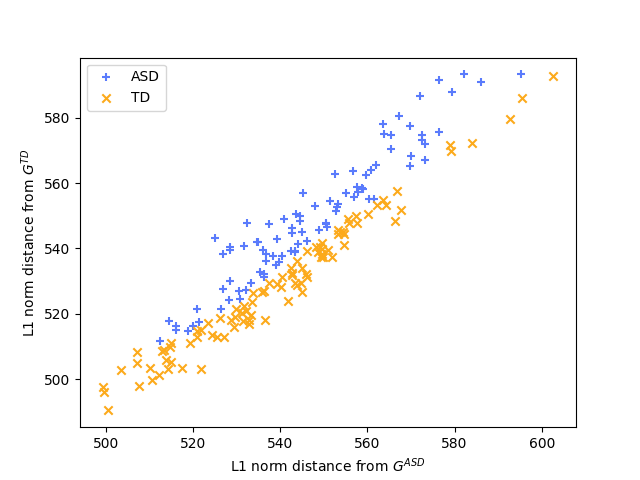 ASD
TD
L1 norm distance from G^{TD}
580
560
540
520
500
500 520 540 560 580 600
L1 norm distance from G^{ASD}